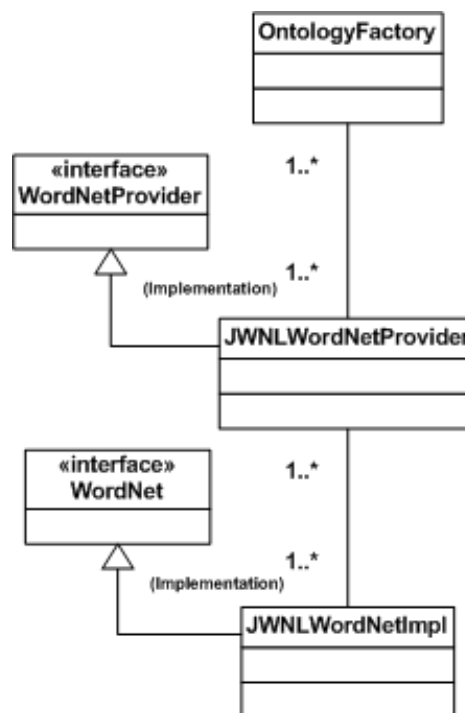 OntologyFactory
1..*
«interface»
WordNetProvider
1..*
(Implementation)
JWNLWordNetProvider
«interface»
WordNet
1..*
1..*
(Implementation)
JWNLWordNetImpl